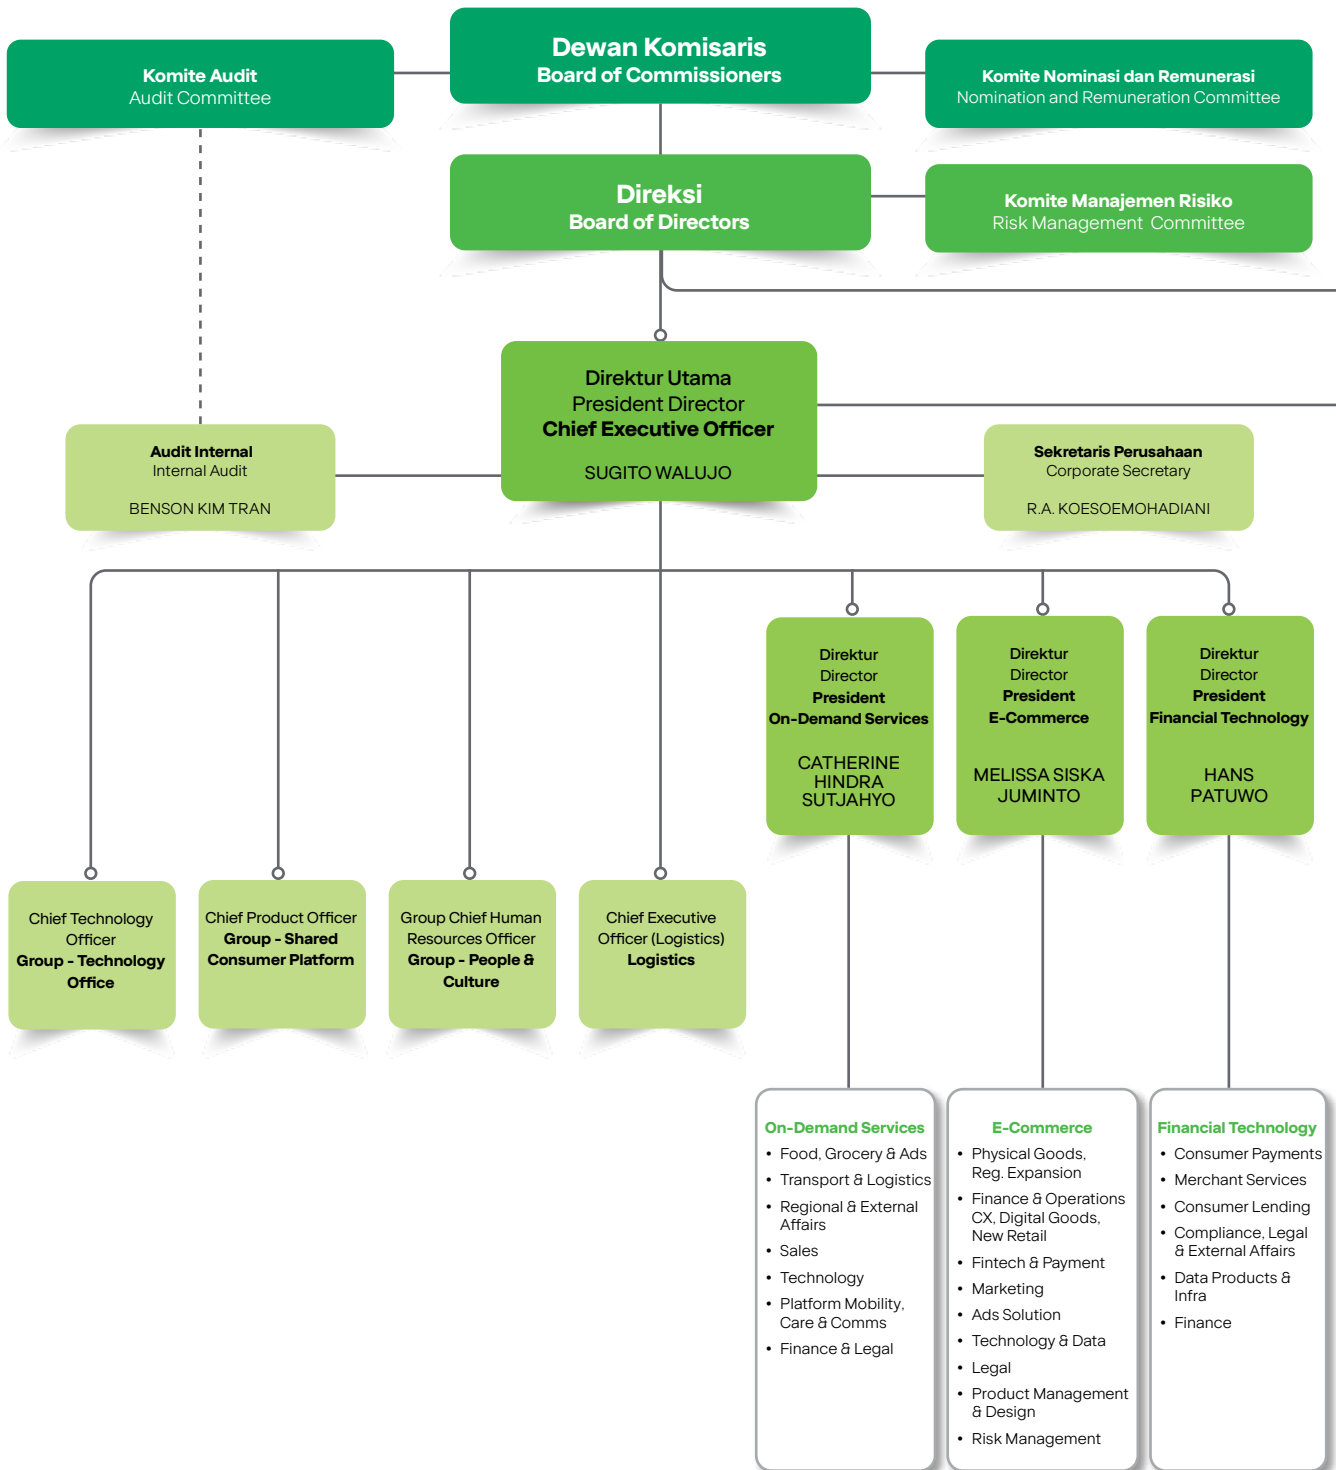 Dewan Komisaris
Board of Commissioners
Komite Audit
Audit Committee
Komite Nominasi dan Remunerasi
Nomination and Remuneration Committee
Direksi
Board of Directors
Komite Manajemen Risiko
Risk Management Committee
Direktur Utama
President Director
Chief Executive Officer
SUGITO WALUJO
Audit Internal
Internal Audit
BENSON KIM TRAN
Sekretaris Perusahaan
Corporate Secretary
R.A. KOESOEMOHADIANI
Direktur
Director
President
On-Demand Services
CATHERINE
HINDRA
SUTJAHYO
Direktur
Director
President
E-Commerce
MELISSA SISKA
JUMINTO
Direktur
Director
President
Financial Technology
HANS
PATUWO
Chief Technology
Officer
Group - Technology
Office
Chief Product Officer
Group - Shared
Consumer Platform
Group Chief Human
Resources Officer
Group - People &
Culture
Chief Executive
Officer (Logistics)
Logistics
On-Demand Services
• Food, Grocery & Ads
• Transport & Logistics
• Regional & External
Affairs
• Sales
• Technology
• Platform Mobility,
Care & Comms
• Finance & Legal
E-Commerce
• Physical Goods,
Reg. Expansion
• Finance & Operations
CX, Digital Goods,
New Retail
• Fintech & Payment
• Marketing
• Ads Solution
• Technology & Data
• Legal
• Product Management
& Design
• Risk Management
Financial Technology
• Consumer Payments
• Merchant Services
• Consumer Lending
• Compliance, Legal
& External Affairs
• Data Products &
Infra
• Finance